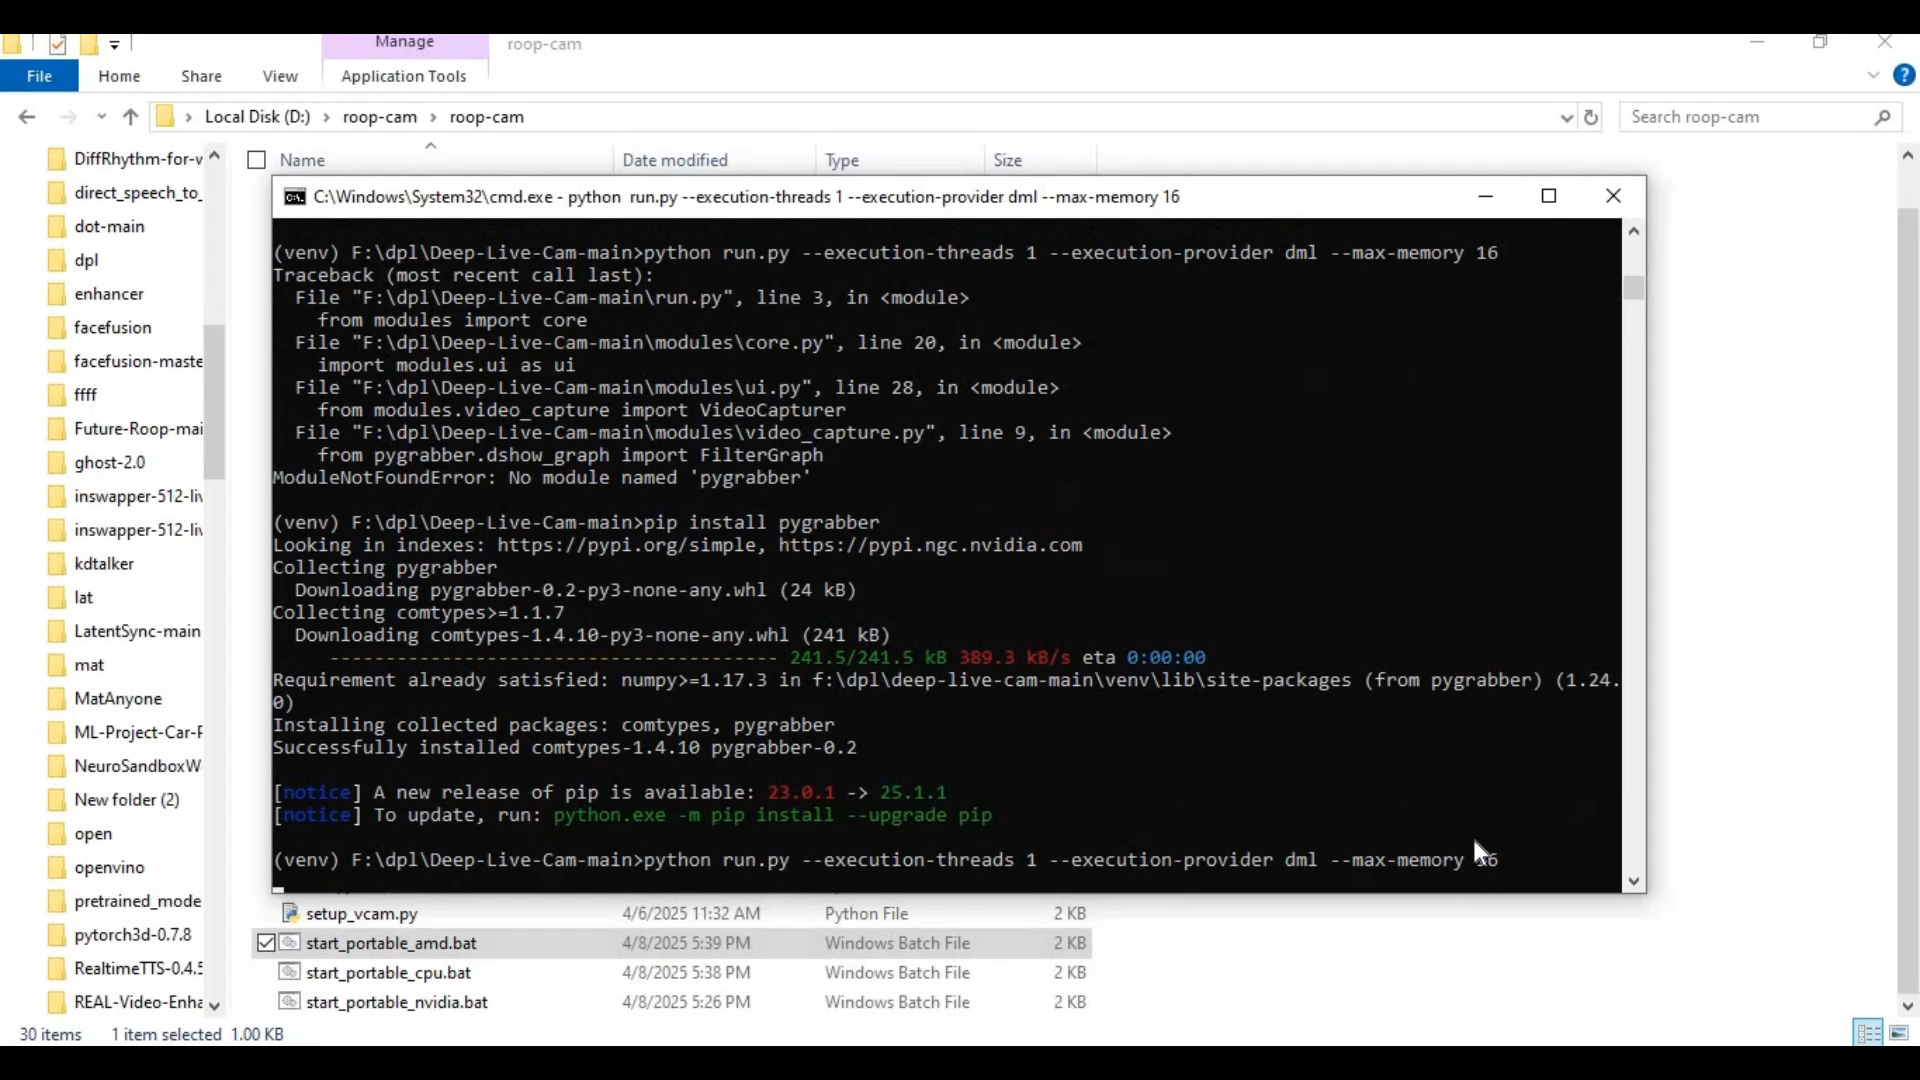 Manage
roop-cam
File
Home
Share
View
Application Tools
Local Disk (D:)
roop-cam
roop-cam
Search roop-cam
Name
Date modified
Type
Size
DiffRhythm-for-v
direct_speech_to_
dot-main
dpl
enhancer
facefusion
facefusion-maste
ffff
Future-Roop-mai
ghost-2.0
inswapper-512-liv
inswapper-512-liv
kdtalker
lat
LatentSync-main
mat
MatAnyone
ML-Project-Car-P
NeuroSandboxW
New folder (2)
open
openvino
pretrained_mode
pytorch3d-0.7.8
RealtimeTTS-0.4.5
REAL-Video-Enha
C:\Windows\System32\cmd.exe - python  run.py --execution-threads 1 --execution-provider dml --max-memory 16
(venv) F:\dpl\Deep-Live-Cam-main>python run.py --execution-threads 1 --execution-provider dml --max-memory 16
Traceback (most recent call last):
File "F:\dpl\Deep-Live-Cam-main\run.py", line 3, in <module>
from modules import core
File "F:\dpl\Deep-Live-Cam-main\modules\core.py", line 20, in <module>
import modules.ui as ui
File "F:\dpl\Deep-Live-Cam-main\modules\ui.py", line 28, in <module>
from modules.video_capture import VideoCapturer
File "F:\dpl\Deep-Live-Cam-main\modules\video_capture.py", line 9, in <module>
from pygrabber.dshow_graph import FilterGraph
ModuleNotFoundError: No module named 'pygrabber'
(venv) F:\dpl\Deep-Live-Cam-main>pip install pygrabber
Looking in indexes: https://pypi.org/simple, https://pypi.ngc.nvidia.com
Collecting pygrabber
Downloading pygrabber-0.2-py3-none-any.whl (24 kB)
Collecting comtypes>=1.1.7
Downloading comtypes-1.4.10-py3-none-any.whl (241 kB)
---------------------------------------- 241.5/241.5 kB 389.3 kB/s eta 0:00:00
Requirement already satisfied: numpy>=1.17.3 in f:\dpl\deep-live-cam-main\venv\lib\site-packages (from pygrabber) (1.24.
0)
Installing collected packages: comtypes, pygrabber
Successfully installed comtypes-1.4.10 pygrabber-0.2
[notice] A new release of pip is available: 23.0.1 -> 25.1.1
[notice] To update, run: python.exe -m pip install --upgrade pip
(venv) F:\dpl\Deep-Live-Cam-main>python run.py --execution-threads 1 --execution-provider dml --max-memory 16
setup_vcam.py 4/6/2025 11:32 AM Python File 2 KB
start_portable_amd.bat 4/8/2025 5:39 PM Windows Batch File 2 KB
start_portable_cpu.bat 4/8/2025 5:38 PM Windows Batch File 2 KB
start_portable_nvidia.bat 4/8/2025 5:26 PM Windows Batch File 2 KB
30 items 1 item selected 1.00 KB